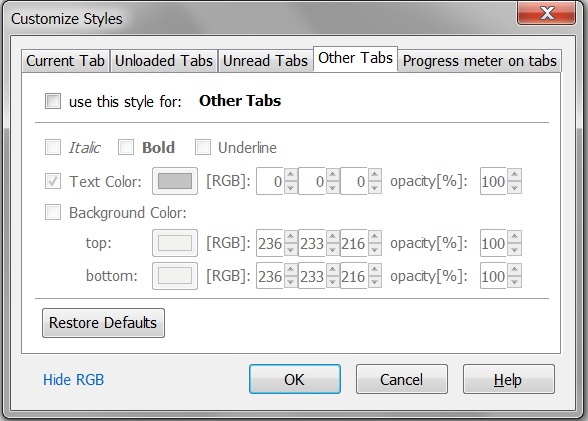 Customize Styles
Current Tab Unloaded Tabs Unread Tabs Other Tabs Progress meter on tabs
use this style for: Other Tabs
Italic Bold Underline
Text Color: [RGB]: 0 0 0 opacity[%]: 100
Background Color:
top: [RGB]: 236 233 216 opacity[%]: 100
bottom: [RGB]: 236 233 216 opacity[%]: 100
Restore Defaults
Hide RGB OK Cancel Help